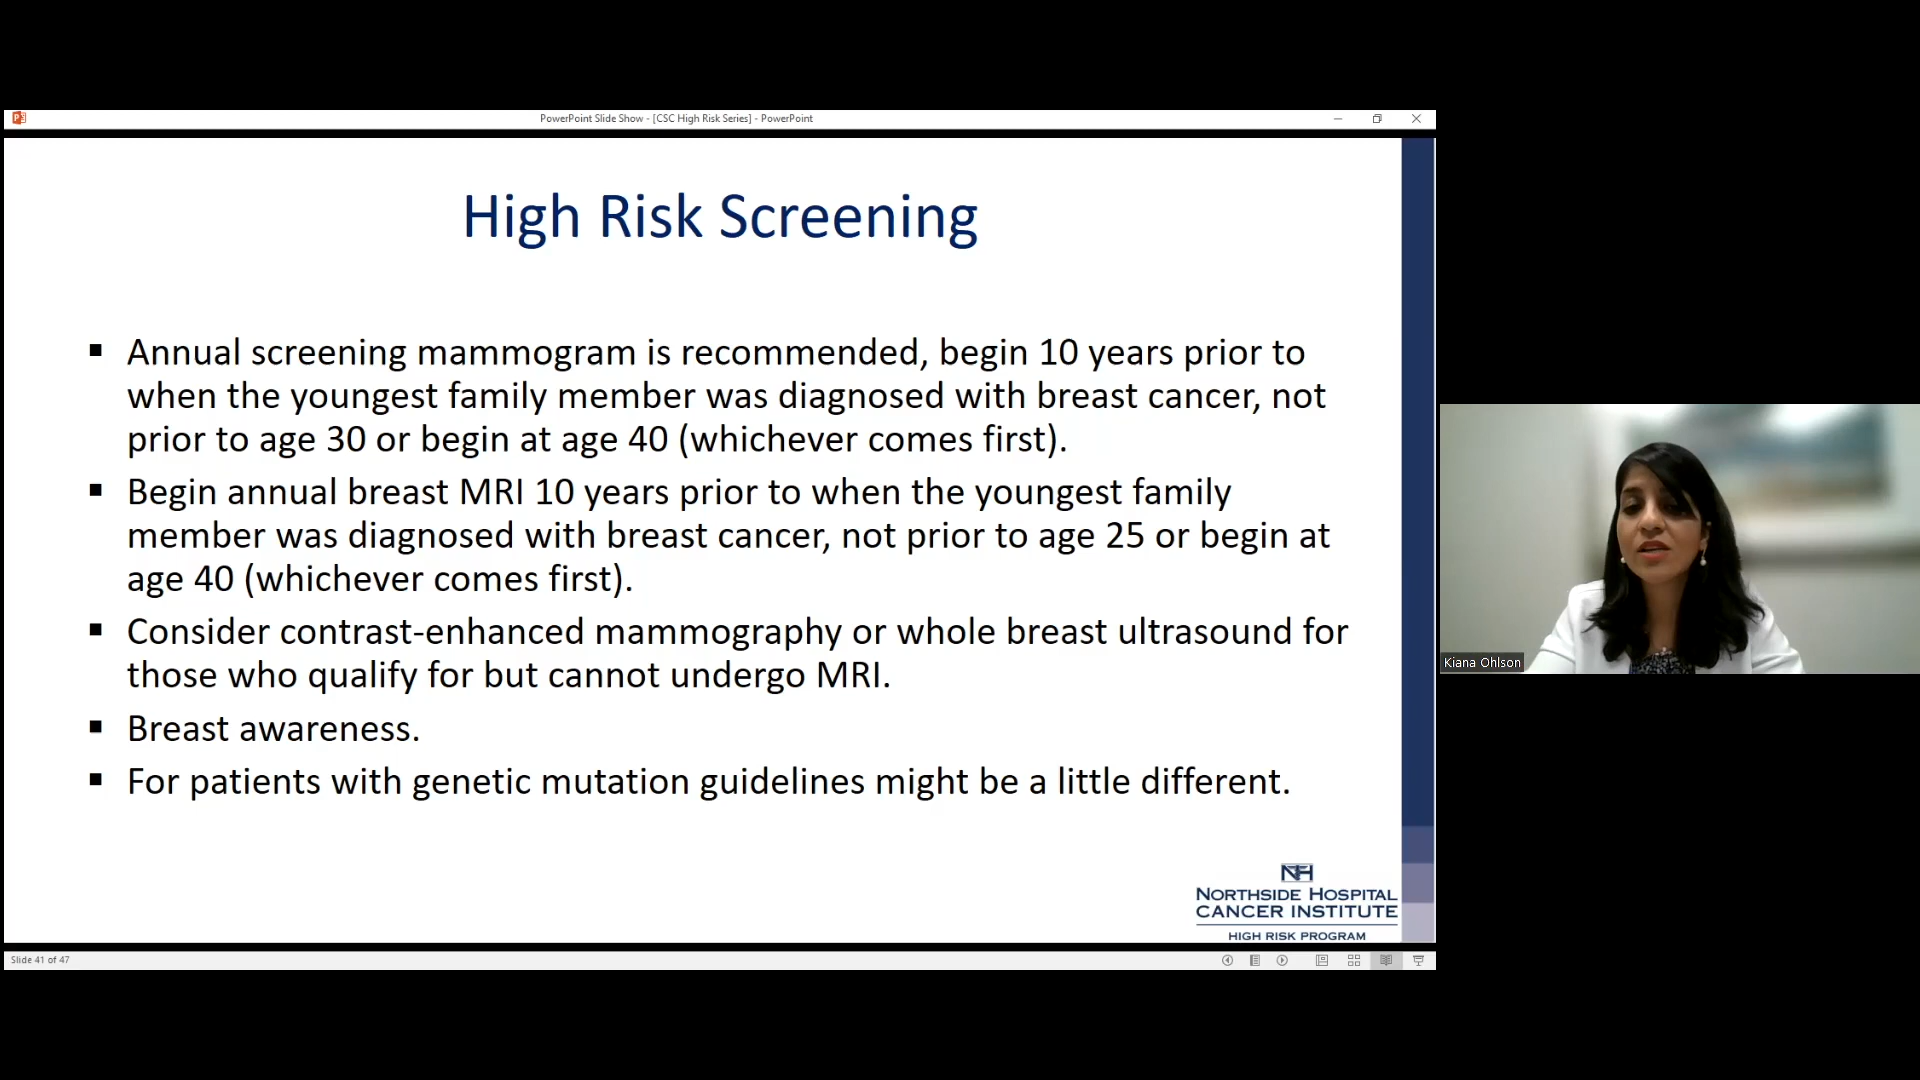 PowerPoint Slide Show - [CSC High Risk Series] - PowerPoint
High Risk Screening
▪ Annual screening mammogram is recommended, begin 10 years prior to
when the youngest family member was diagnosed with breast cancer, not
prior to age 30 or begin at age 40 (whichever comes first).
▪ Begin annual breast MRI 10 years prior to when the youngest family
member was diagnosed with breast cancer, not prior to age 25 or begin at
age 40 (whichever comes first).
▪ Consider contrast-enhanced mammography or whole breast ultrasound for
those who qualify for but cannot undergo MRI.
▪ Breast awareness.
▪ For patients with genetic mutation guidelines might be a little different.
NH
NORTHSIDE HOSPITAL
CANCER INSTITUTE
HIGH RISK PROGRAM
Slide 41 of 47
Kiana Ohlson